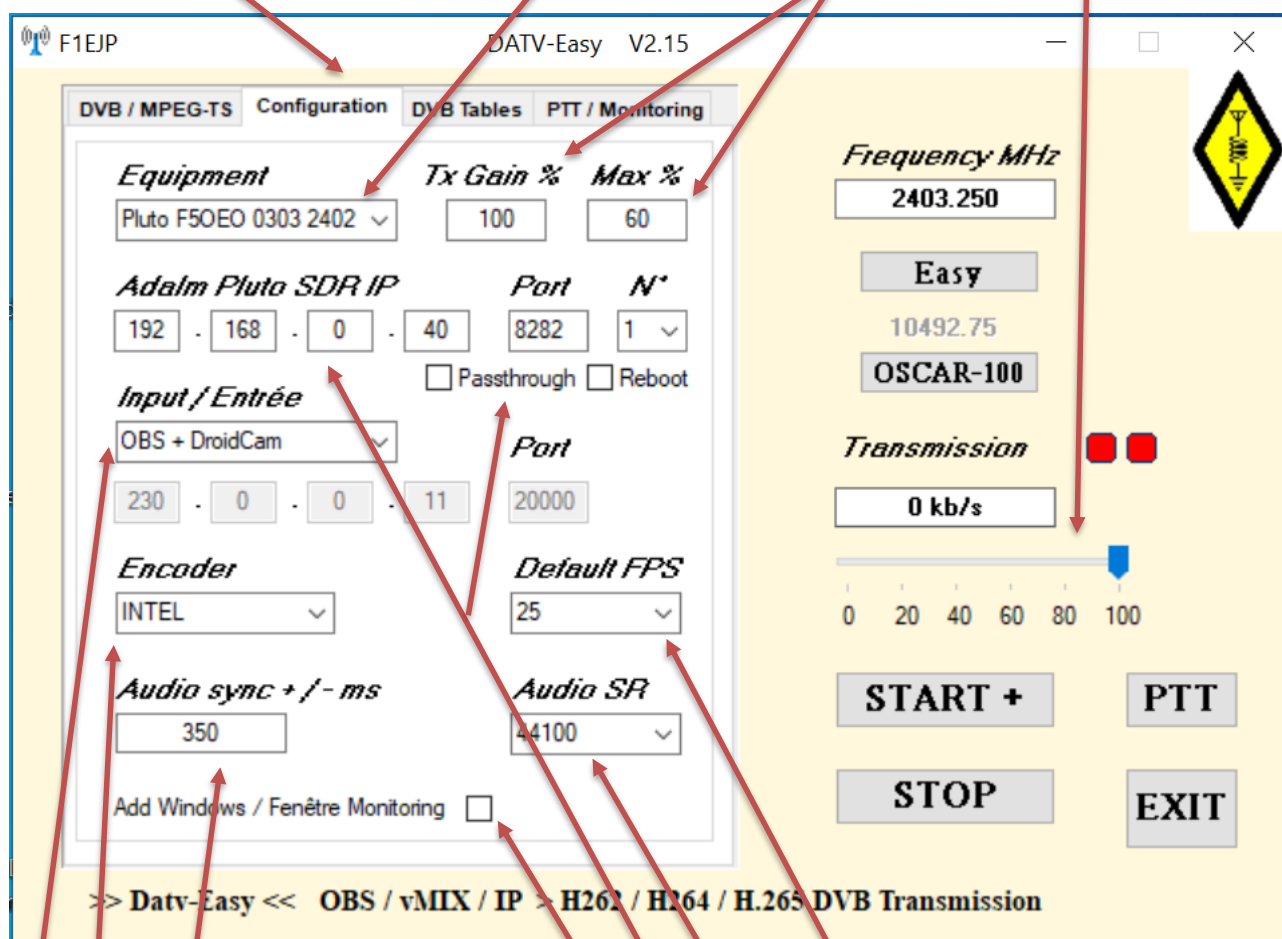 F1EJP DATV-Easy V2.15
DVB / MPEG-TS Configuration DVB Tables PTT / Monitoring
Equipment Tx Gain % Max %
Pluto F5OEO 0303 2402 100 60
Adalm Pluto SDR IP Port N°
192 . 168 . 0 . 40 8282 1
Passthrough Reboot
Input / Entrée
OBS + DroidCam Port
230 . 0 . 0 . 11 20000
Encoder Default FPS
INTEL 25
Audio sync + / - ms Audio SR
350 44100
Add Windows / Fenêtre Monitoring
Frequency MHz
2403.250
Easy
10492.75
OSCAR-100
Transmission
0 kb/s
0 20 40 60 80 100
START + PTT
STOP EXIT
>> Datv-Easy << OBS / vMIX / IP > H262 / H264 / H.265 DVB Transmission